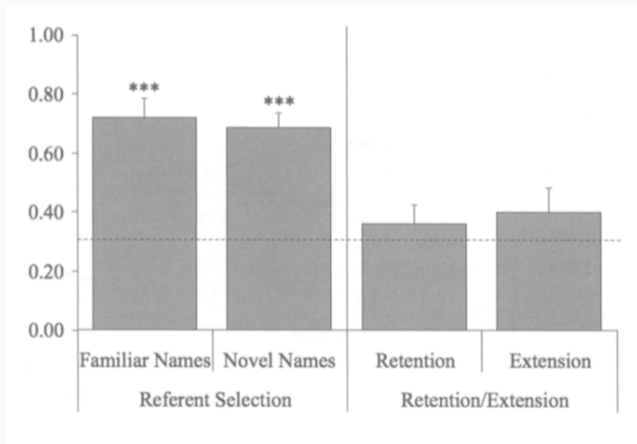 1.00
0.80
0.60
0.40
0.20
0.00
***
***
Familiar Names
Novel Names
Retention
Extension
Referent Selection
Retention/Extension